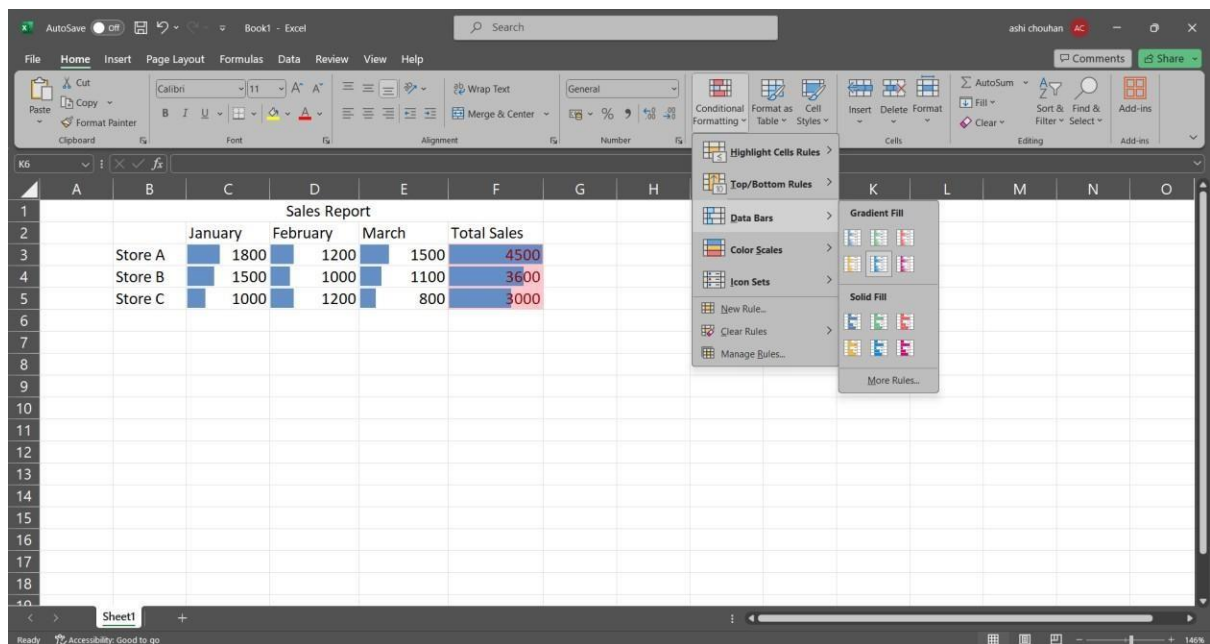 AutoSave Off Book1 - Excel Search ashi chouhan AC
File Home Insert Page Layout Formulas Data Review View Help Comments Share
Paste
Cut
Copy
Format Painter
Clipboard
Calibri 11
B I U
Font
Wrap Text
Merge & Center
Alignment
General
Number
Conditional Formatting
Format as Table
Cell Styles
Insert Delete Format
Cells
AutoSum
Fill
Clear
Sort & Filter
Find & Select
Editing
Add-ins
Add-ins
K6 fx
A B C D E F G H K L M N O
1 Sales Report
2 January February March Total Sales
3 Store A 1800 1200 1500 4500
4 Store B 1500 1000 1100 3600
5 Store C 1000 1200 800 3000
6
7
8
9
10
11
12
13
14
15
16
17
18
19
Highlight Cells Rules
Top/Bottom Rules
Data Bars
Color Scales
Icon Sets
New Rule...
Clear Rules
Manage Rules...
Gradient Fill
Solid Fill
More Rules...
Sheet1
Ready Accessibility: Good to go 146%